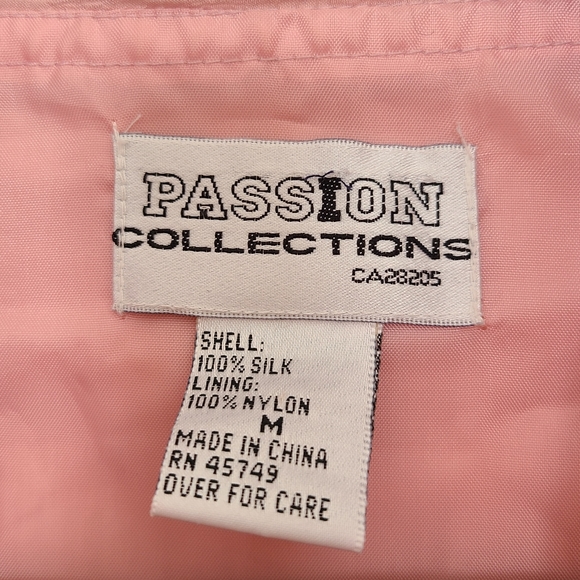 PASSION
COLLECTIONS
CA28205
SHELL:
100% SILK
LINING:
100% NYLON
M
MADE IN CHINA
RN 45749
OVER FOR CARE